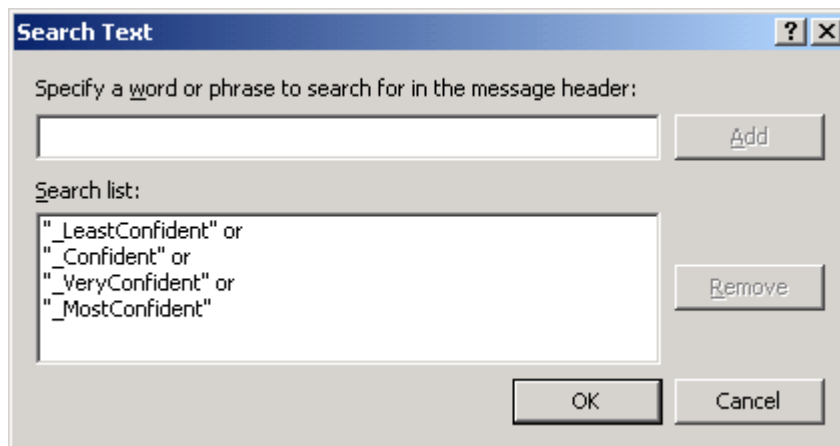 Search Text
Specify a word or phrase to search for in the message header:
Add
Search list:
"_LeastConfident" or
"_Confident" or
"_VeryConfident" or
"_MostConfident"
Remove
OK Cancel